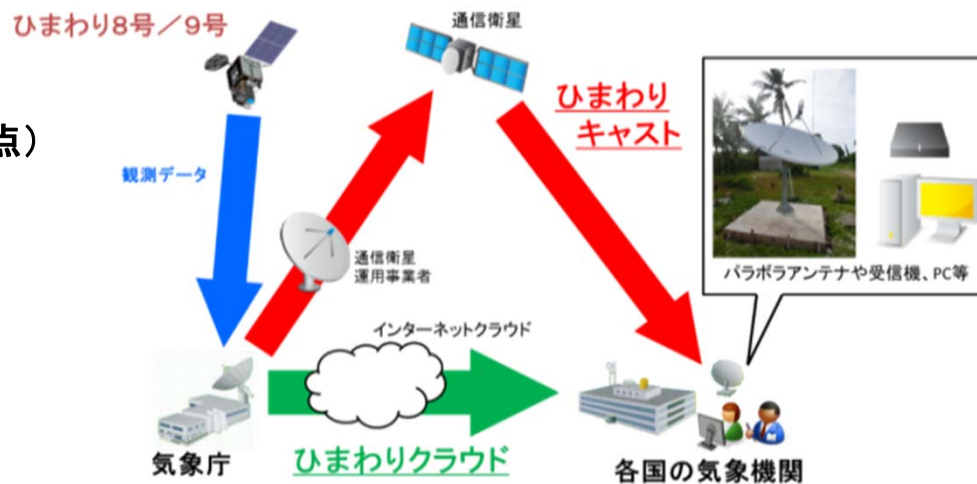 ひまわり8号／9号
通信衛星
点）
ひまわり
キャスト
観測データ
通信衛星
運用事業者
パラボラアンテナや受信機、PC等
インターネットクラウド
気象庁
ひまわりクラウド
各国の気象機関